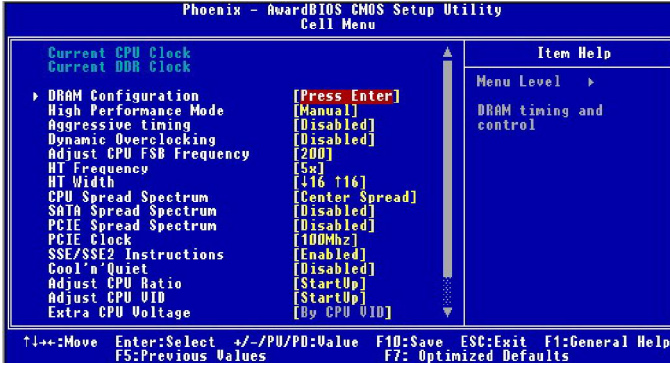 Phoenix - AwardBIOS CMOS Setup Utility
Cell Menu
Current CPU Clock
Current DDR Clock
DRAM Configuration [Press Enter]
High Performance Mode [Manual]
Aggressive timing [Disabled]
Dynamic Overclocking [Disabled]
Adjust CPU FSB Frequency [200]
HT Frequency [5x]
HT Width [↓16 ↑16]
CPU Spread Spectrum [Center Spread]
SATA Spread Spectrum [Disabled]
PCIE Spread Spectrum [Disabled]
PCIE Clock [100Mhz]
SSE/SSE2 Instructions [Enabled]
Cool'n'Quiet [Disabled]
Adjust CPU Ratio [StartUp]
Adjust CPU VID [StartUp]
Extra CPU Voltage [By CPU VID]
Item Help
Menu Level ▸
DRAM timing and
control
↑↓→←:Move Enter:Select +/-/PU/PD:Value F10:Save ESC:Exit F1:General Help
F5:Previous Values F7: Optimized Defaults